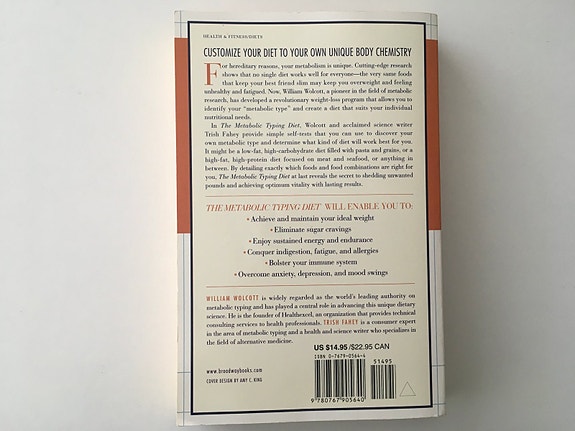 HEALTH & FITNESS/DIETS
CUSTOMIZE YOUR DIET TO YOUR OWN UNIQUE BODY CHEMISTRY
For hereditary reasons, your metabolism is unique. Cutting-edge research
shows that no single diet works well for everyone—the very same foods
that keep your best friend slim may keep you overweight and feeling
unhealthy and fatigued. Now, William Wolcott, a pioneer in the field of metabolic
research, has developed a revolutionary weight-loss program that allows you to
identify your "metabolic type" and create a diet that suits your individual
nutritional needs.
In The Metabolic Typing Diet, Wolcott and acclaimed science writer
Trish Fahey provide simple self-tests that you can use to discover your
own metabolic type and determine what kind of diet will work best for you.
It might be a low-fat, high-carbohydrate diet filled with pasta and grains, or a
high-fat, high-protein diet focused on meat and seafood, or anything in
between. By detailing exactly which foods and food combinations are right for
you, The Metabolic Typing Diet at last reveals the secret to shedding unwanted
pounds and achieving optimum vitality with lasting results.
THE METABOLIC TYPING DIET WILL ENABLE YOU TO:
• Achieve and maintain your ideal weight
• Eliminate sugar cravings
• Enjoy sustained energy and endurance
• Conquer indigestion, fatigue, and allergies
• Bolster your immune system
• Overcome anxiety, depression, and mood swings
WILLIAM WOLCOTT is widely regarded as the world's leading authority on
metabolic typing and has played a central role in advancing this unique dietary
science. He is the founder of Healthexcel, an organization that provides technical
consulting services to health professionals. TRISH FAHEY is a consumer expert
in the area of metabolic typing and a health and science writer who specializes in
the field of alternative medicine.
US $14.95/$22.95 CAN
ISBN 0-7679-0564-4
51495
9 780767 905640
www.broadwaybooks.com
COVER DESIGN BY AMY C. KING